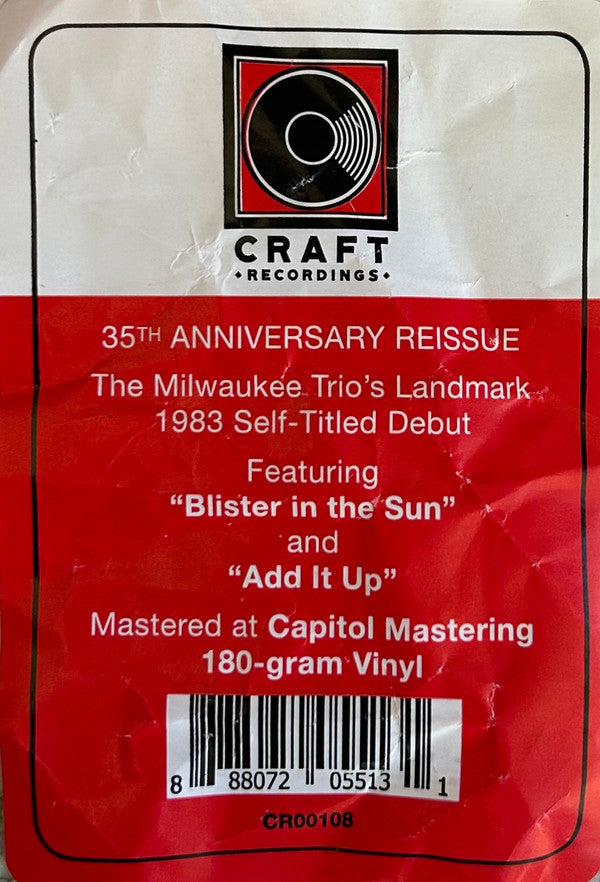 CRAFT
RECORDINGS
35TH ANNIVERSARY REISSUE
The Milwaukee Trio's Landmark
1983 Self-Titled Debut
Featuring
“Blister in the Sun”
and
“Add It Up”
Mastered at Capitol Mastering
180-gram Vinyl
8 88072 05513 1
CR00108